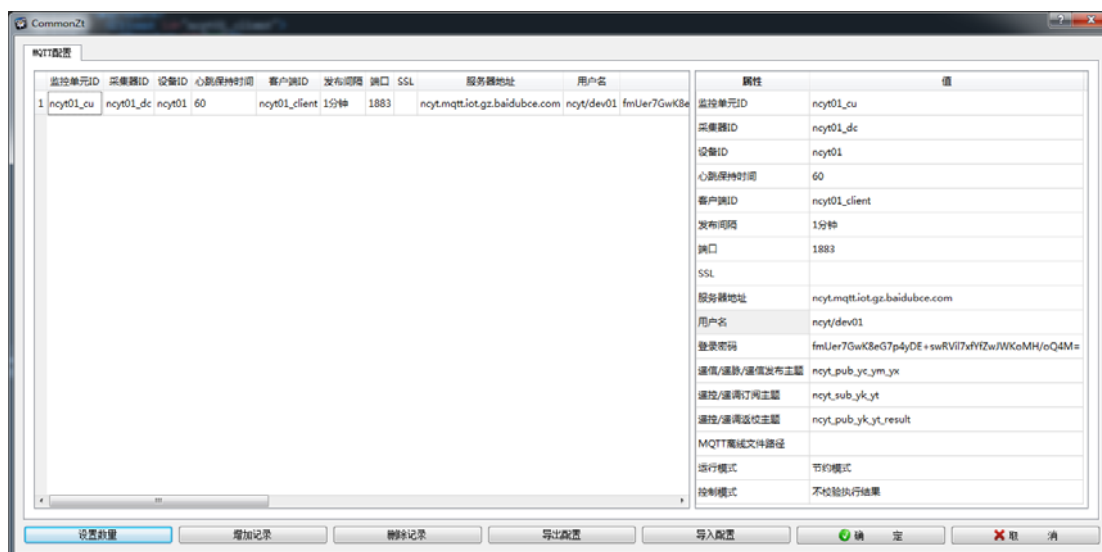 CommonZt
MQTT配置
监控单元ID 采集器ID 设备ID 心跳保持时间 客户端ID 发布间隔 端口 SSL 服务器地址 用户名
1 ncyt01_cu ncyt01_dc ncyt01 60 ncyt01_client 1分钟 1883 ncyt.mqtt.iot.gz.baidubce.com ncyt/dev01 fmUer7GwK8e
属性 值
监控单元ID ncyt01_cu
采集器ID ncyt01_dc
设备ID ncyt01
心跳保持时间 60
客户端ID ncyt01_client
发布间隔 1分钟
端口 1883
SSL
服务器地址 ncyt.mqtt.iot.gz.baidubce.com
用户名 ncyt/dev01
登录密码 fmUer7GwK8eG7p4yDE+swRVil7xfYfZwJWKoMH/oQ4M=
遥信/遥脉/遥信发布主题 ncyt_pub_yc_ym_yx
遥控/遥调订阅主题 ncyt_sub_yk_yt
遥控/遥调返校主题 ncyt_pub_yk_yt_result
MQTT离线文件路径
运行模式 节约模式
控制模式 不校验执行结果
设置数量 增加记录 删除记录 导出配置 导入配置 确 定 取 消